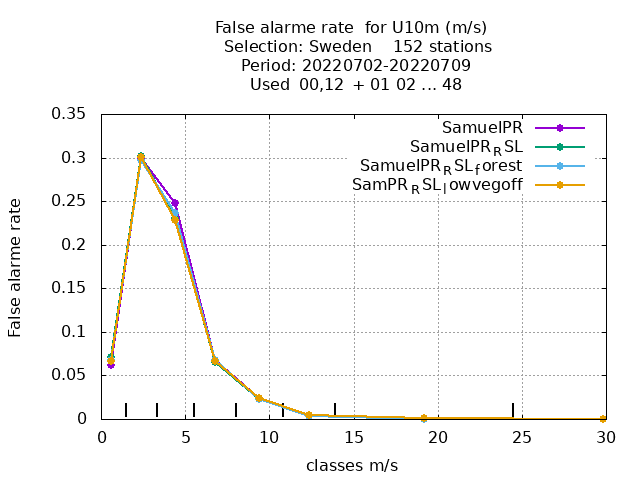 False alarme rate for U10m (m/s)
Selection: Sweden 152 stations
Period: 20220702-20220709
Used 00,12 + 01 02 ... 48
SamuelPR
SamuelPR_RSL
SamuelPR_RSL_forest
SamPR_RSL_lowvegoff
False alarme rate
0.35
0.3
0.25
0.2
0.15
0.1
0.05
0
0 5 10 15 20 25 30
classes m/s